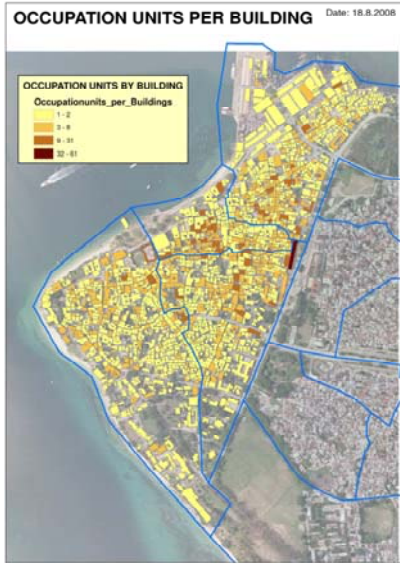 OCCUPATION UNITS PER BUILDING
Date: 18.8.2008
OCCUPATION UNITS BY BUILDING
Occupationunits_per_Buildings
1 - 2
3 - 8
9 - 31
32 - 61